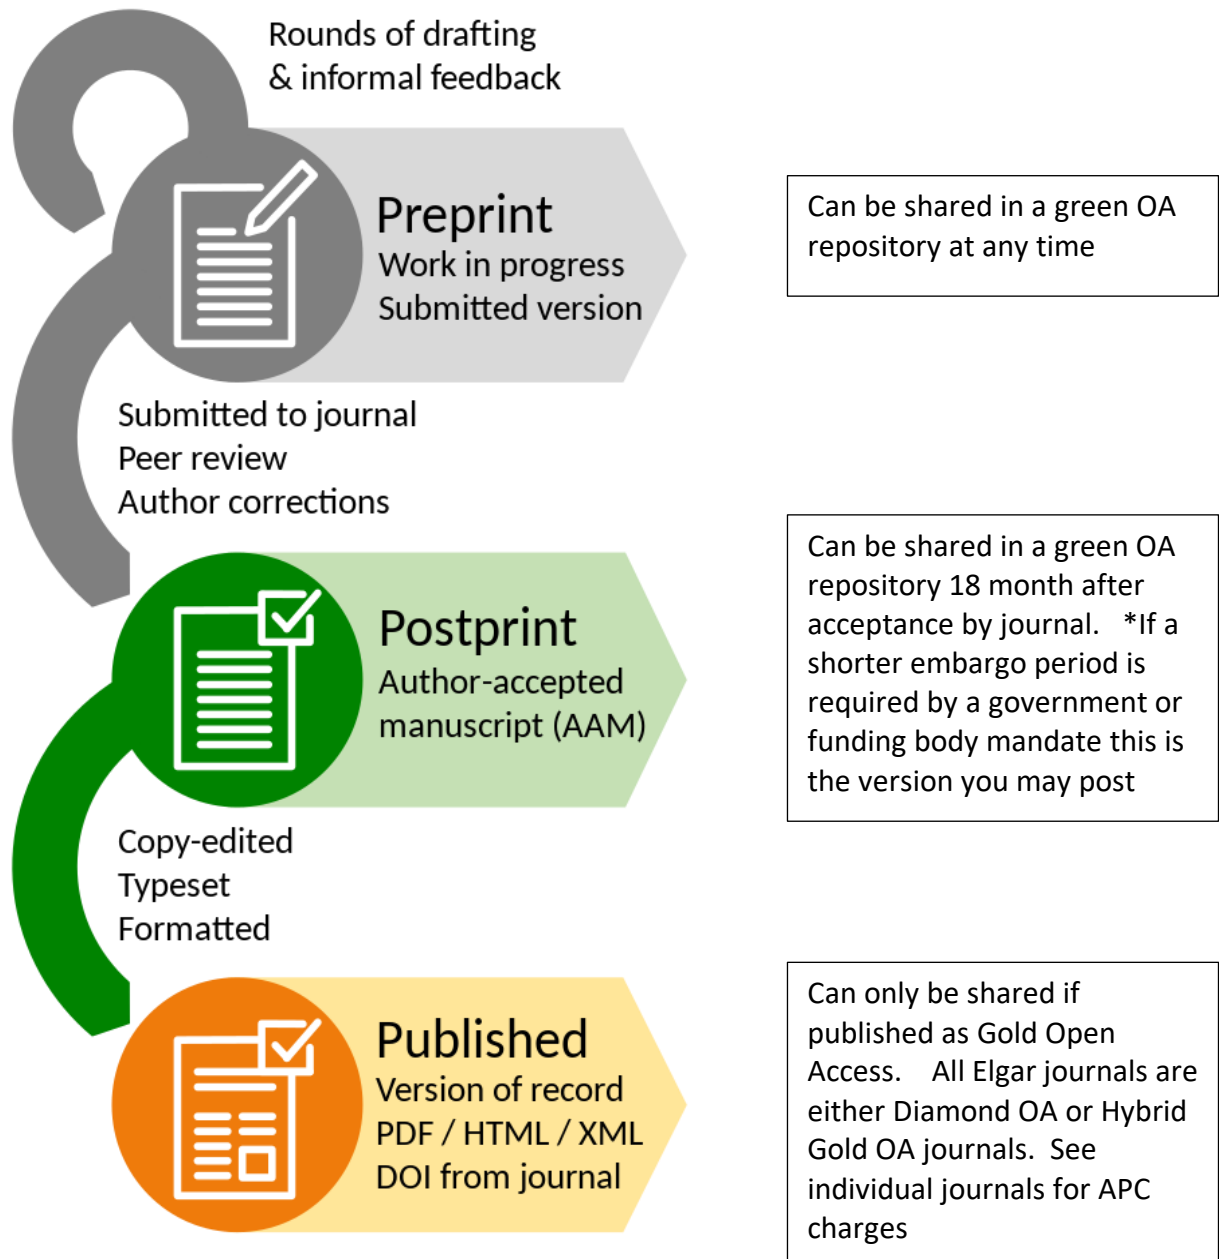 Rounds of drafting
& informal feedback
Preprint
Work in progress
Submitted version
Can be shared in a green OA
repository at any time
Submitted to journal
Peer review
Author corrections
Postprint
Author-accepted
manuscript (AAM)
Can be shared in a green OA
repository 18 month after
acceptance by journal.   *If a
shorter embargo period is
required by a government or
funding body mandate this is
the version you may post
Copy-edited
Typeset
Formatted
Published
Version of record
PDF / HTML / XML
DOI from journal
Can only be shared if
published as Gold Open
Access.    All Elgar journals are
either Diamond OA or Hybrid
Gold OA journals.  See
individual journals for APC
charges